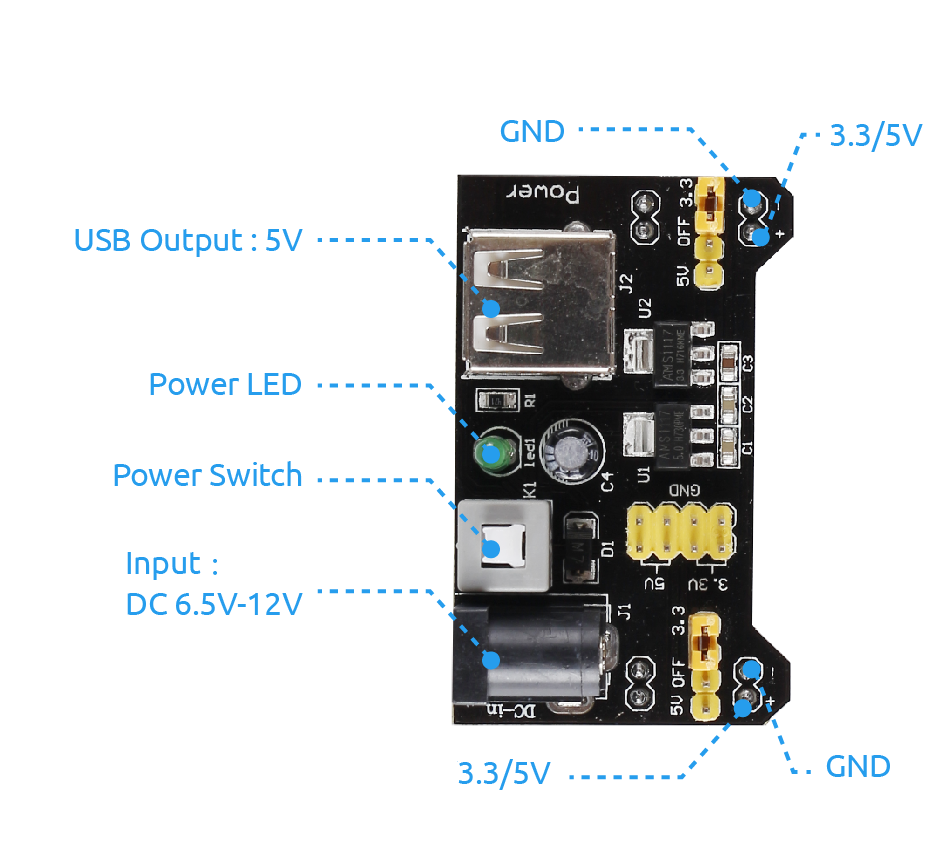 GND
3.3/5V
Power
3.3
OFF
5V
-
+
USB Output : 5V
J2
U2
AMS1117
C3
Power LED
R1
C2
Led1
AMS1117
C1
U1
C4
Power Switch
K1
GND
D1
5V
3.3V
Input :
DC 6.5V-12V
J1
3.3
OFF
5V
-
+
DC-in
3.3/5V
GND